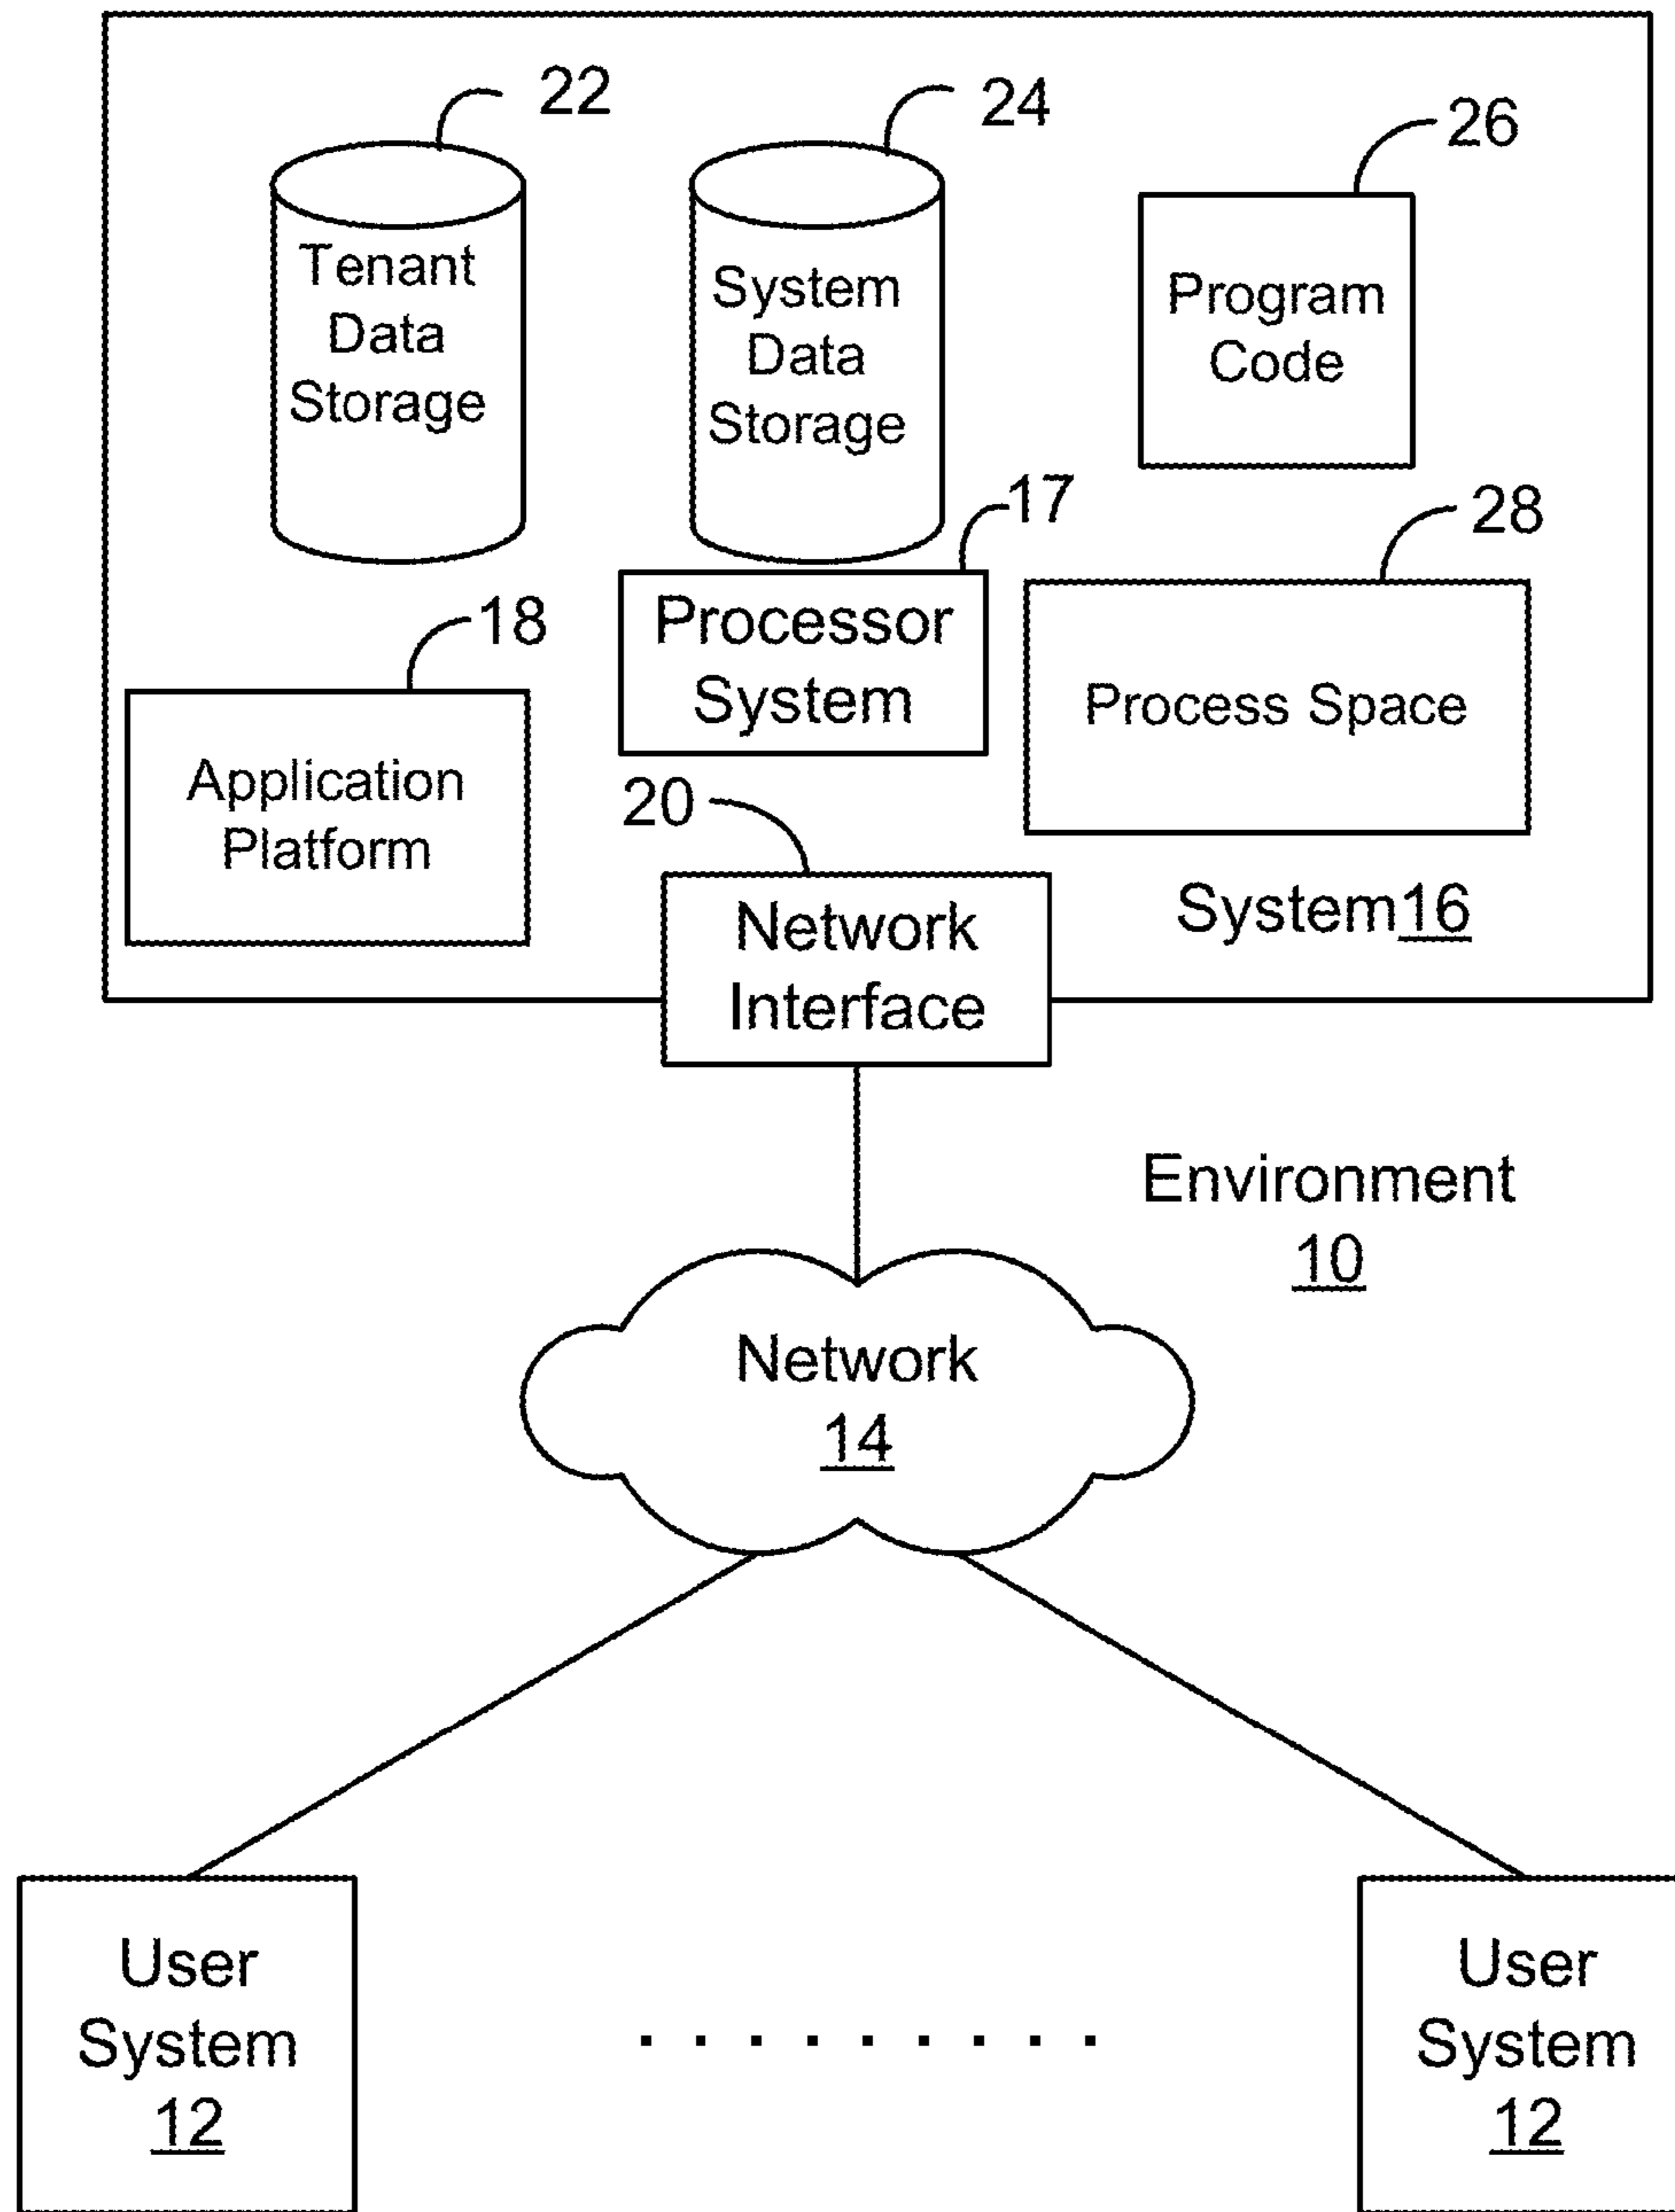 22
24
26
Tenant
Data
Storage
System
Data
Storage
Program
Code
17
28
18
Processor
System
Process Space
Application
Platform
20
Network
Interface
System16
Environment
10
Network
14
User
System
12
. . . . . . . . .
User
System
12